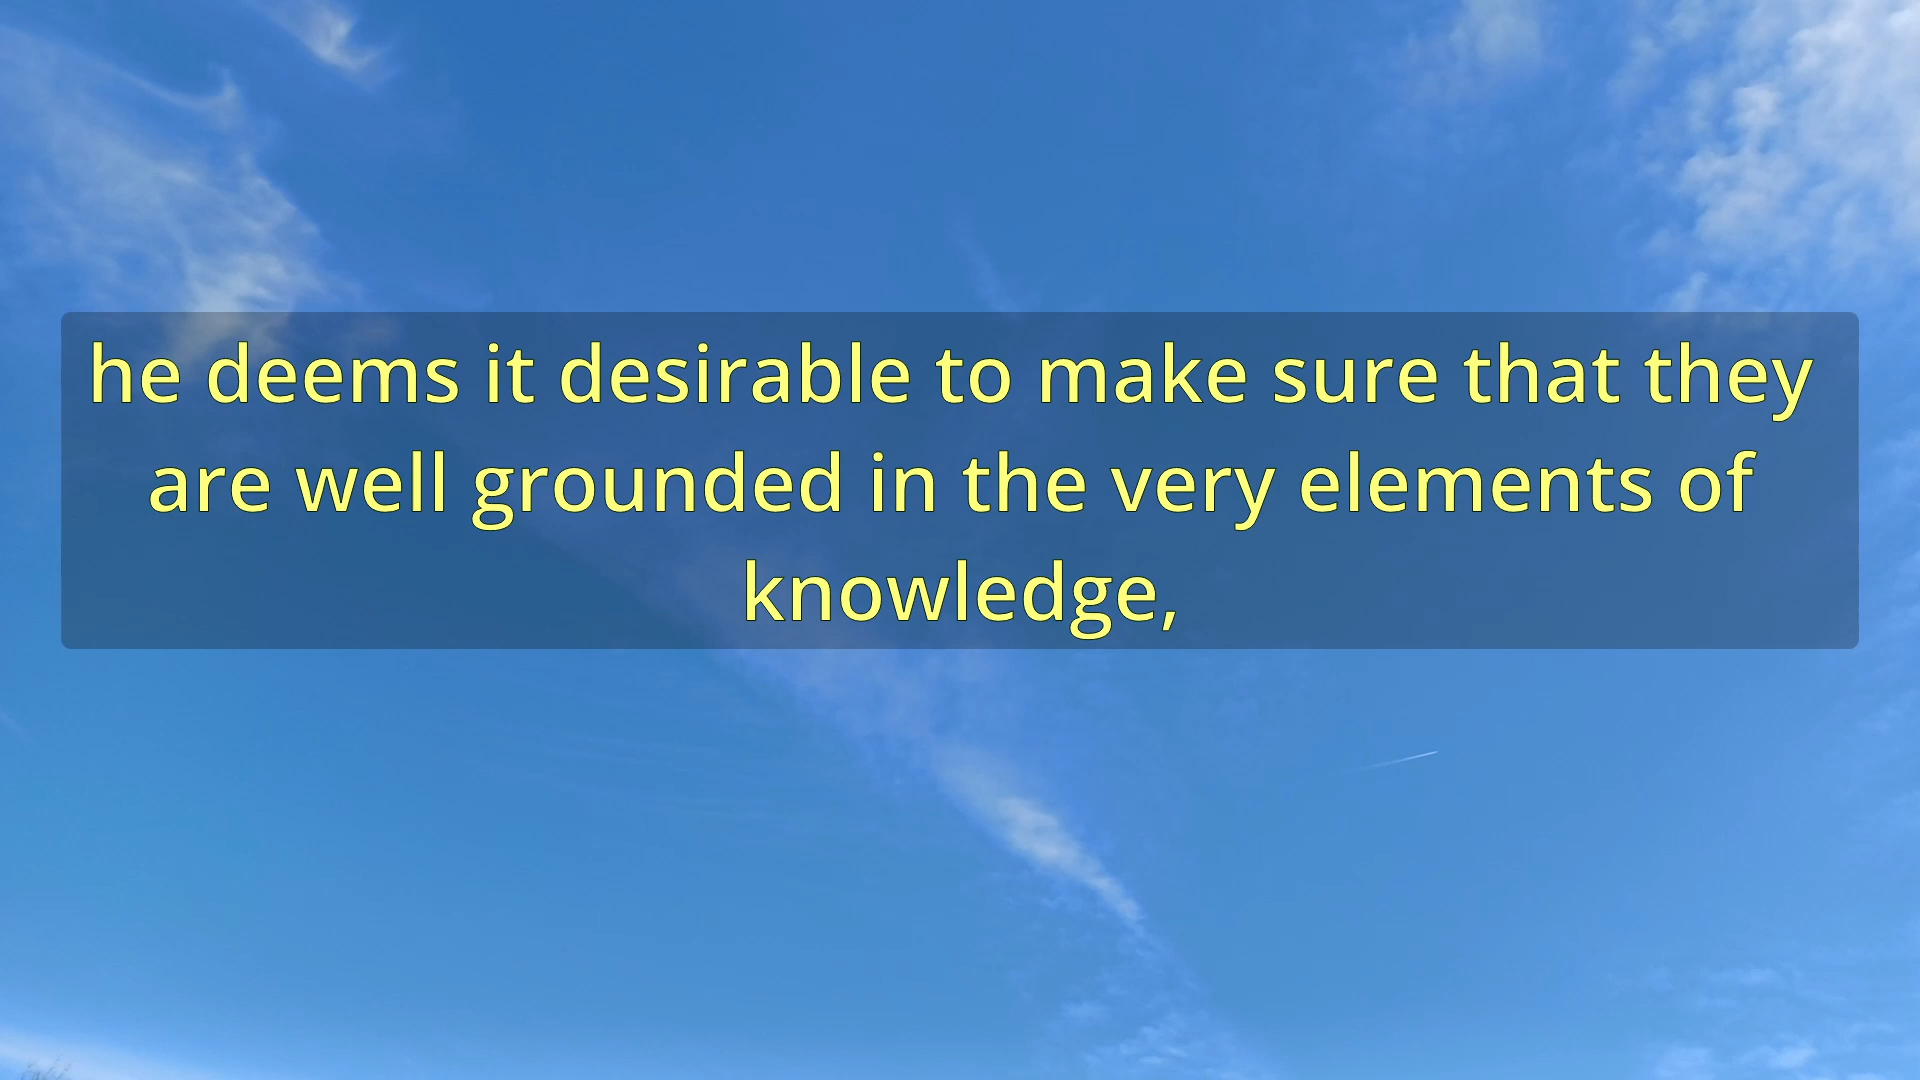 he deems it desirable to make sure that they
are well grounded in the very elements of
knowledge,